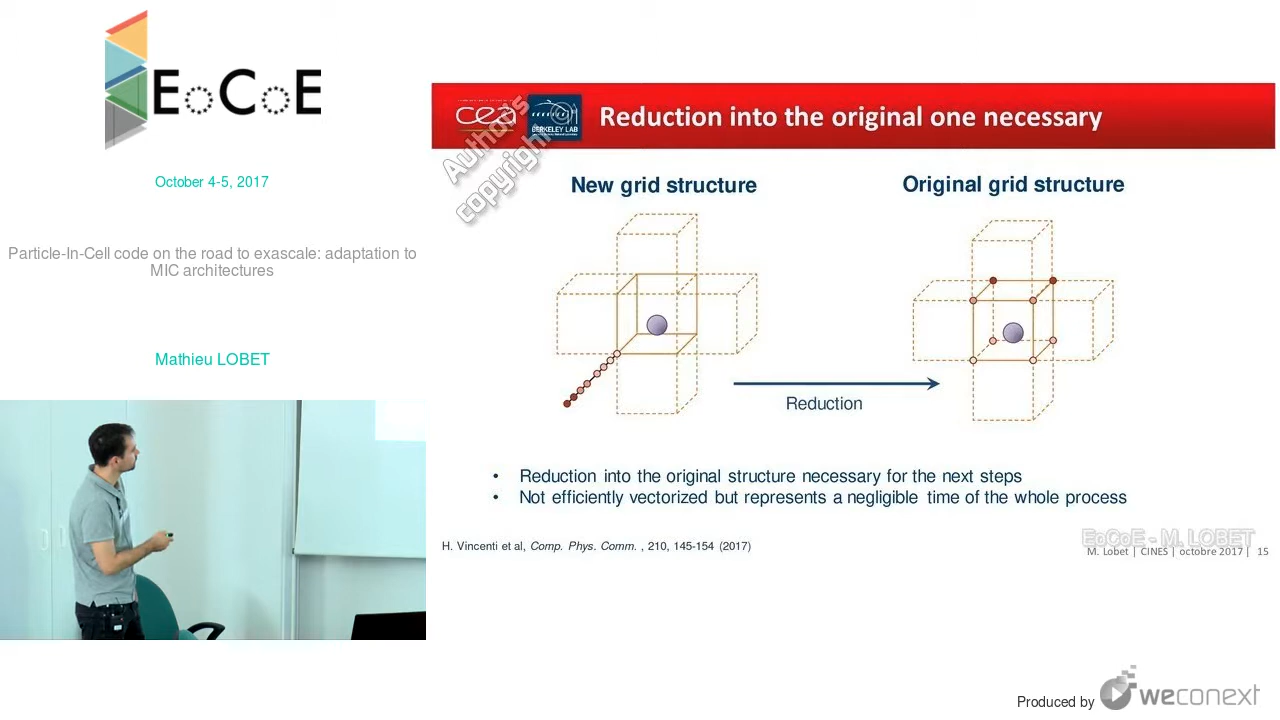 EoCoE
October 4-5, 2017
Particle-In-Cell code on the road to exascale: adaptation to
MIC architectures
Mathieu LOBET
cea
BERKELEY LAB
Reduction into the original one necessary
Author's
copyright
New grid structure
Original grid structure
Reduction
• Reduction into the original structure necessary for the next steps
• Not efficiently vectorized but represents a negligible time of the whole process
H. Vincenti et al, Comp. Phys. Comm. , 210, 145-154 (2017)
EoCoE - M. LOBET
M. Lobet | CINES | octobre 2017 | 15
Produced by weconext